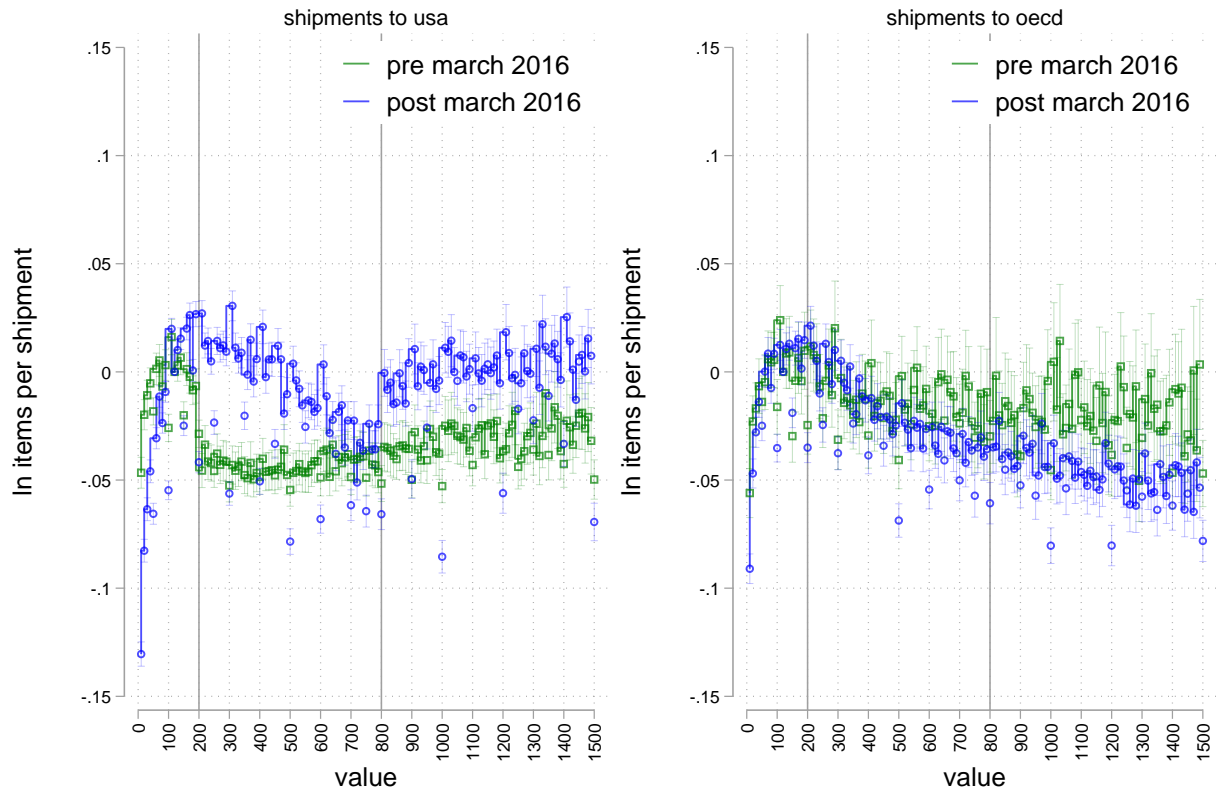 shipments to usa
pre march 2016
post march 2016
.15
.1
.05
0
-.05
-.1
-.15
ln items per shipment
0 100 200 300 400 500 600 700 800 900 1000 1100 1200 1300 1400 1500
value
shipments to oecd
pre march 2016
post march 2016
.15
.1
.05
0
-.05
-.1
-.15
ln items per shipment
0 100 200 300 400 500 600 700 800 900 1000 1100 1200 1300 1400 1500
value